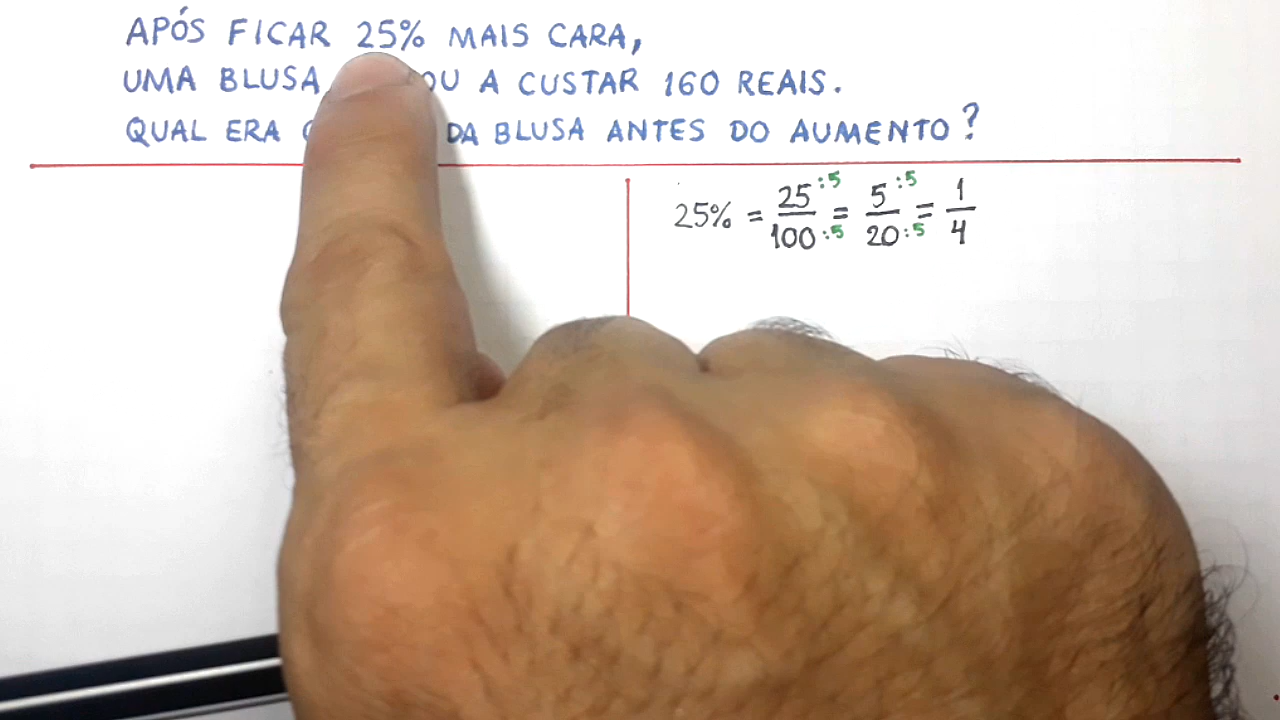 APÓS FICAR 25% MAIS CARA,
UMA BLUSA OU A CUSTAR 160 REAIS.
QUAL ERA DA BLUSA ANTES DO AUMENTO?
25% = 25:5/100:5 = 5:5/20:5 = 1/4